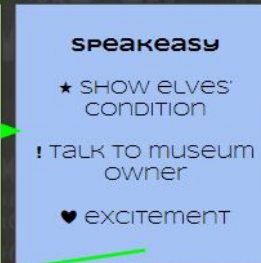 speakeasy
★ show elves'
condition
! Talk to museum
owner
♥ excitement